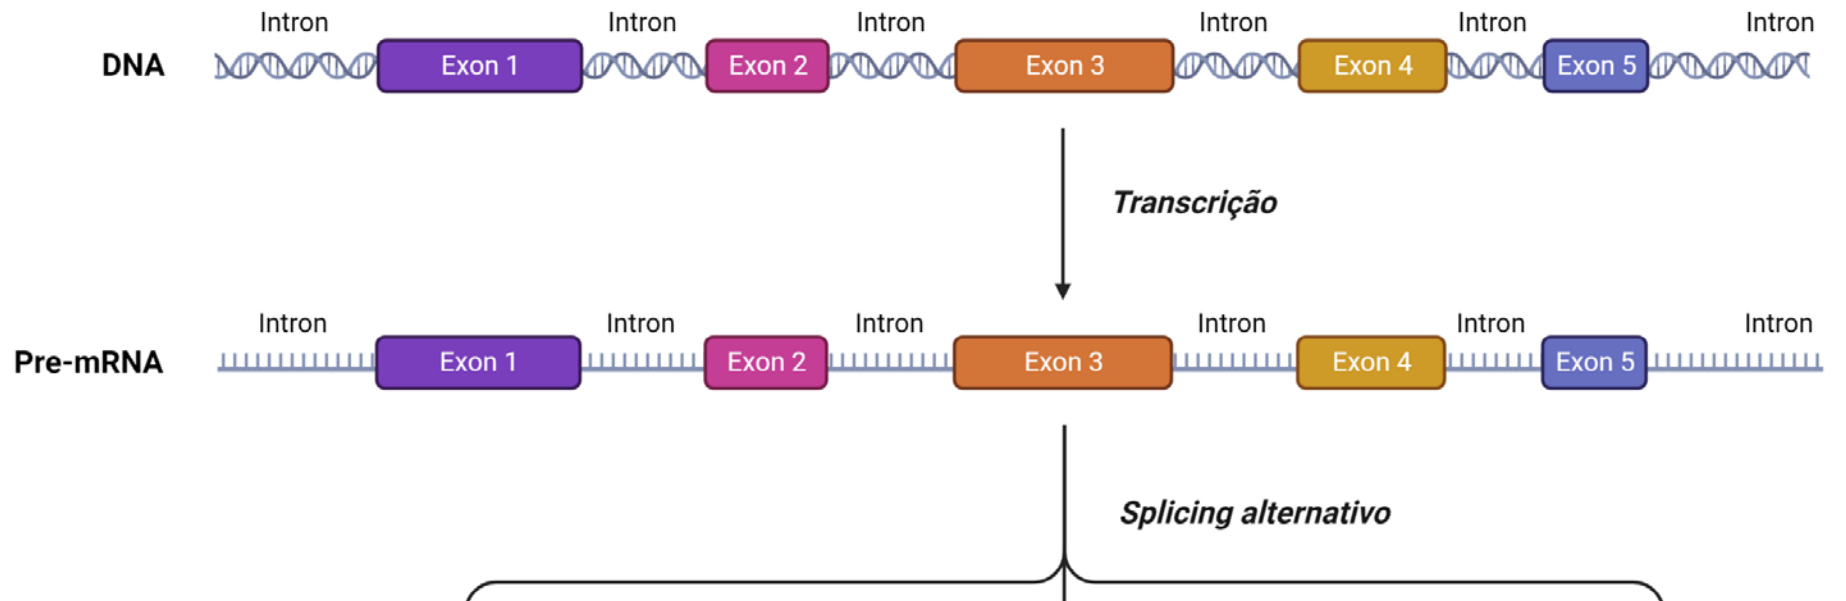 Intron Intron Intron Intron Intron Intron
DNA Exon 1 Exon 2 Exon 3 Exon 4 Exon 5
Transcrição
Intron Intron Intron Intron Intron Intron
Pre-mRNA Exon 1 Exon 2 Exon 3 Exon 4 Exon 5
Splicing alternativo